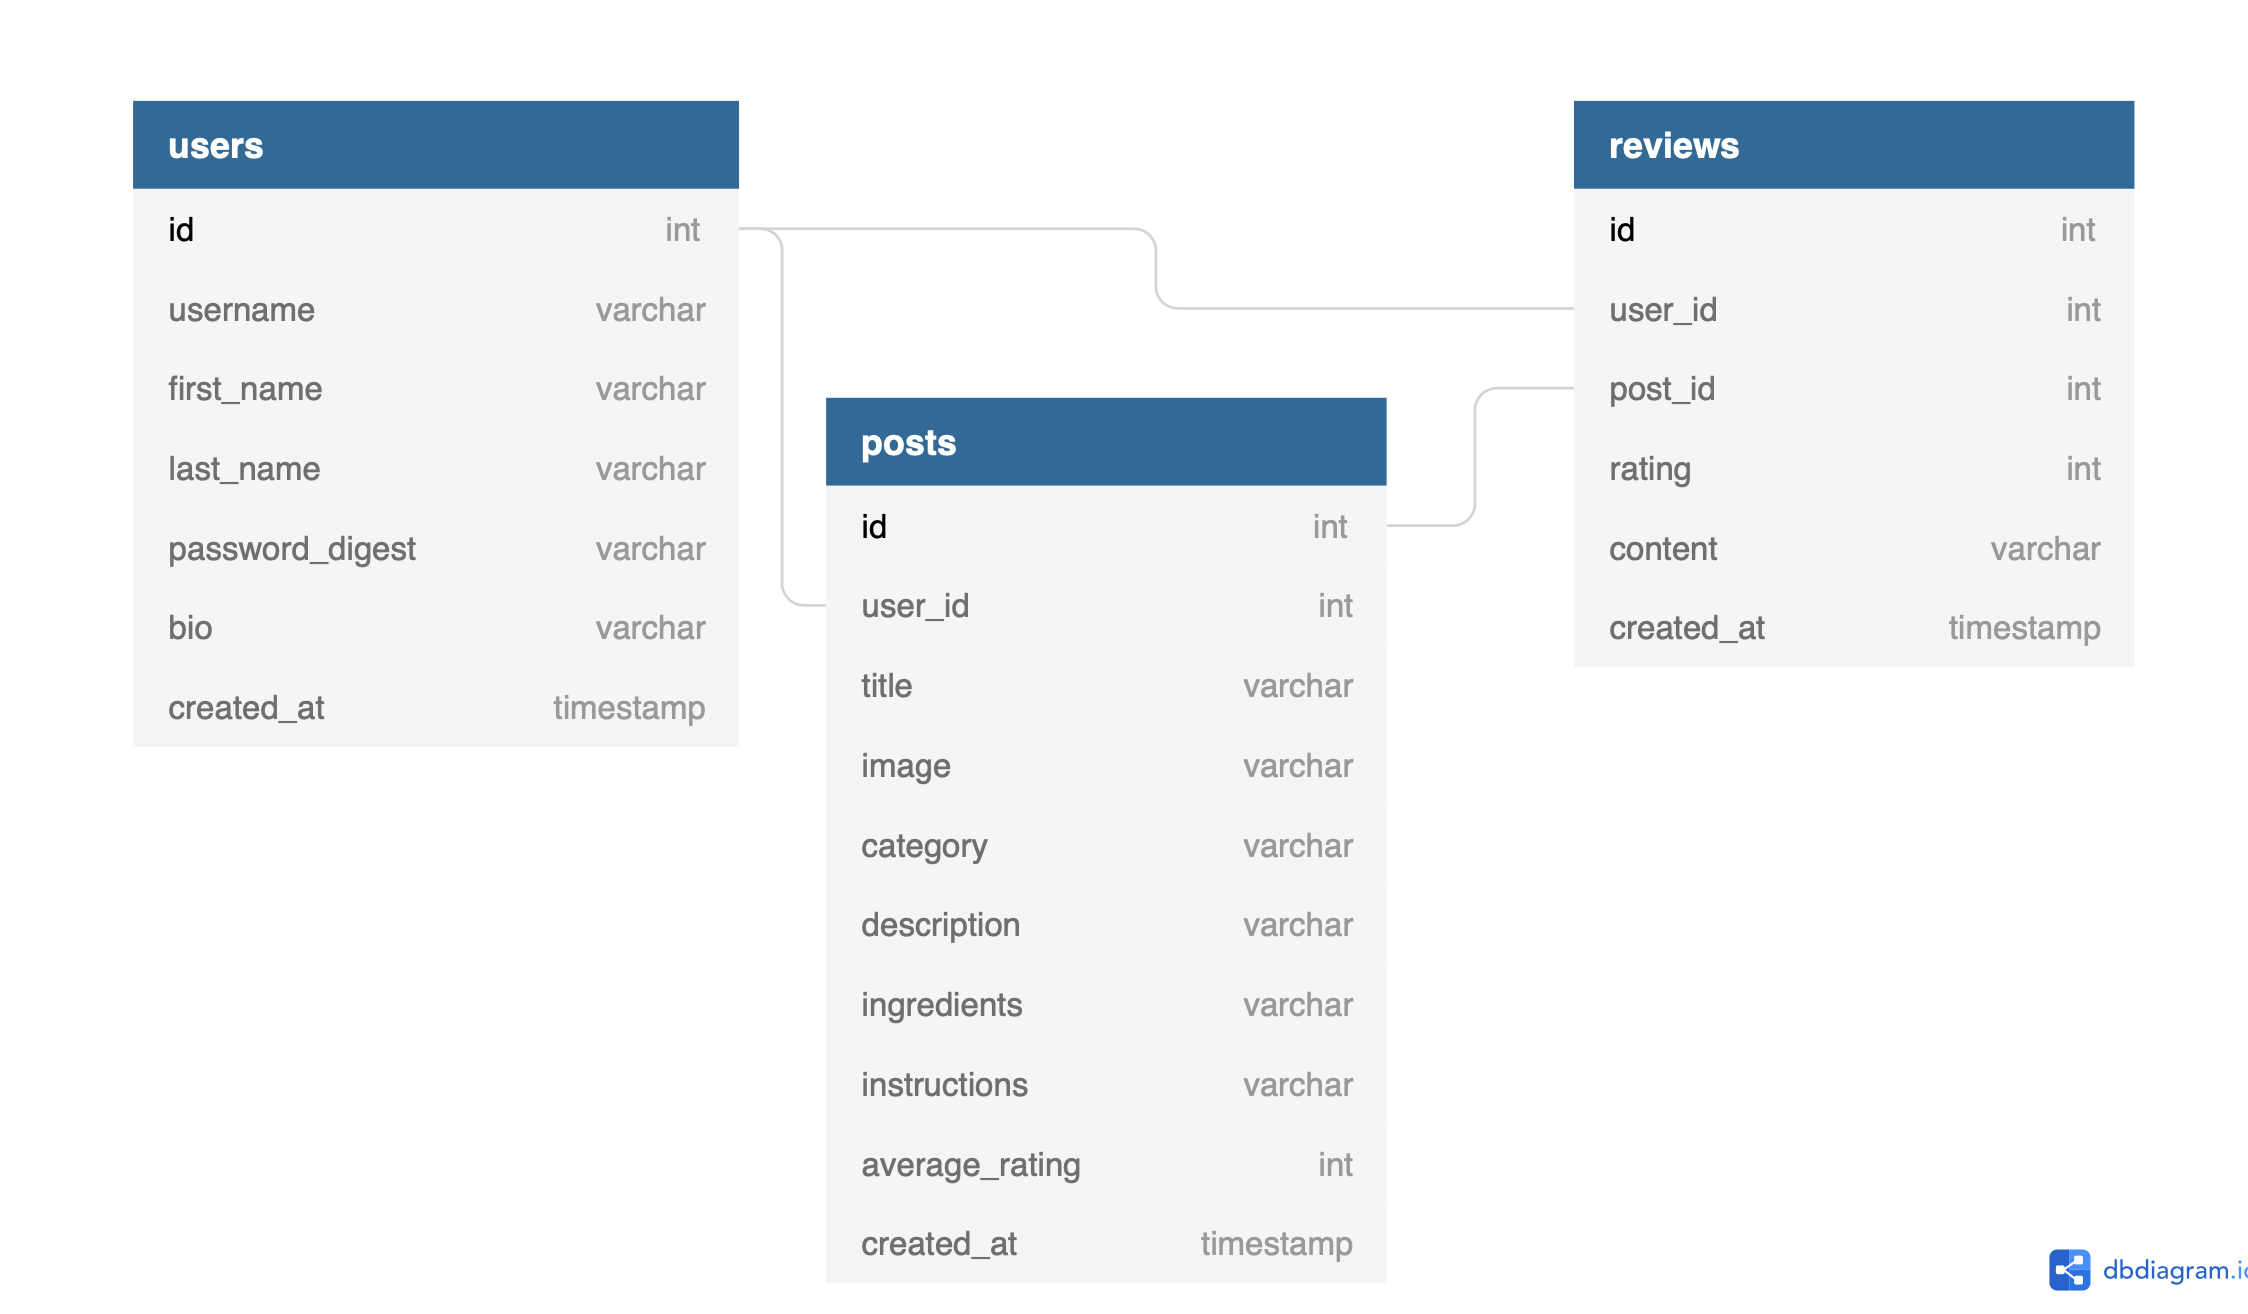 users
id int
username varchar
first_name varchar
last_name varchar
password_digest varchar
bio varchar
created_at timestamp
posts
id int
user_id int
title varchar
image varchar
category varchar
description varchar
ingredients varchar
instructions varchar
average_rating int
created_at timestamp
reviews
id int
user_id int
post_id int
rating int
content varchar
created_at timestamp
dbdiagram.io